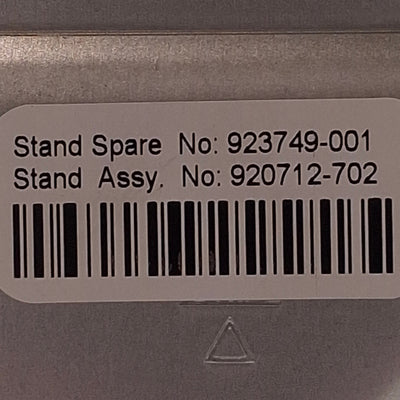 Stand Spare No: 923749-001
Stand Assy. No: 920712-702